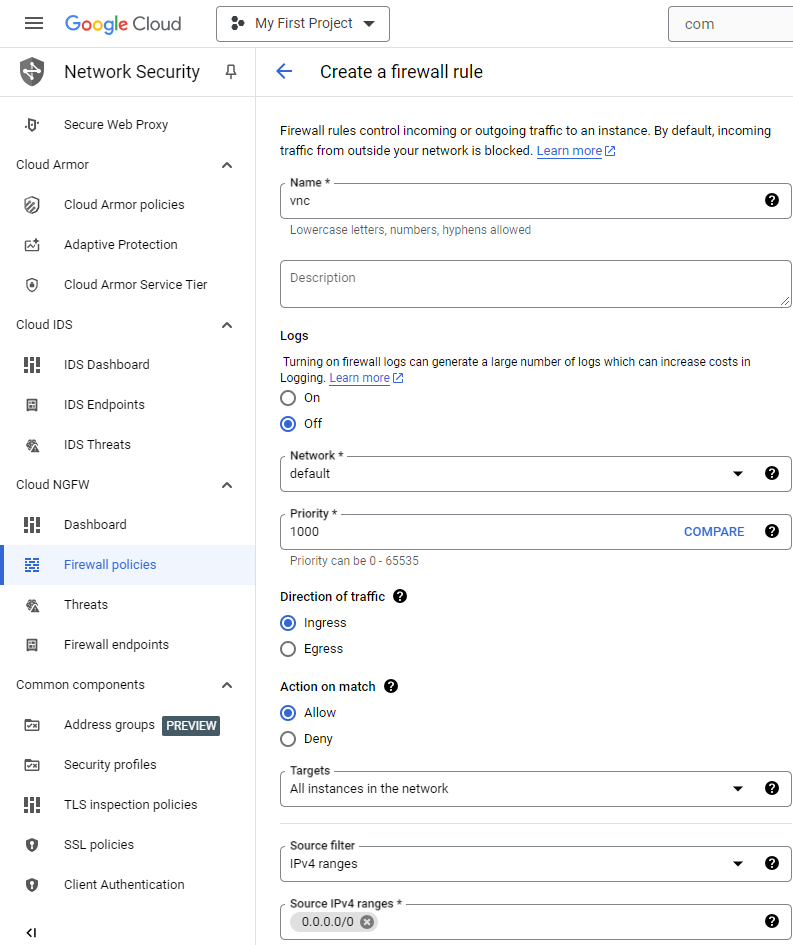 Google Cloud
My First Project
com
Network Security
Create a firewall rule
Secure Web Proxy
Cloud Armor
Cloud Armor policies
Adaptive Protection
Cloud Armor Service Tier
Cloud IDS
IDS Dashboard
IDS Endpoints
IDS Threats
Cloud NGFW
Dashboard
Firewall policies
Threats
Firewall endpoints
Common components
Address groups PREVIEW
Security profiles
TLS inspection policies
SSL policies
Client Authentication
Firewall rules control incoming or outgoing traffic to an instance. By default, incoming
traffic from outside your network is blocked. Learn more
Name *
vnc
Lowercase letters, numbers, hyphens allowed
Description
Logs
Turning on firewall logs can generate a large number of logs which can increase costs in
Logging. Learn more
On
Off
Network *
default
Priority *
1000 COMPARE
Priority can be 0 - 65535
Direction of traffic
Ingress
Egress
Action on match
Allow
Deny
Targets
All instances in the network
Source filter
IPv4 ranges
Source IPv4 ranges *
0.0.0.0/0